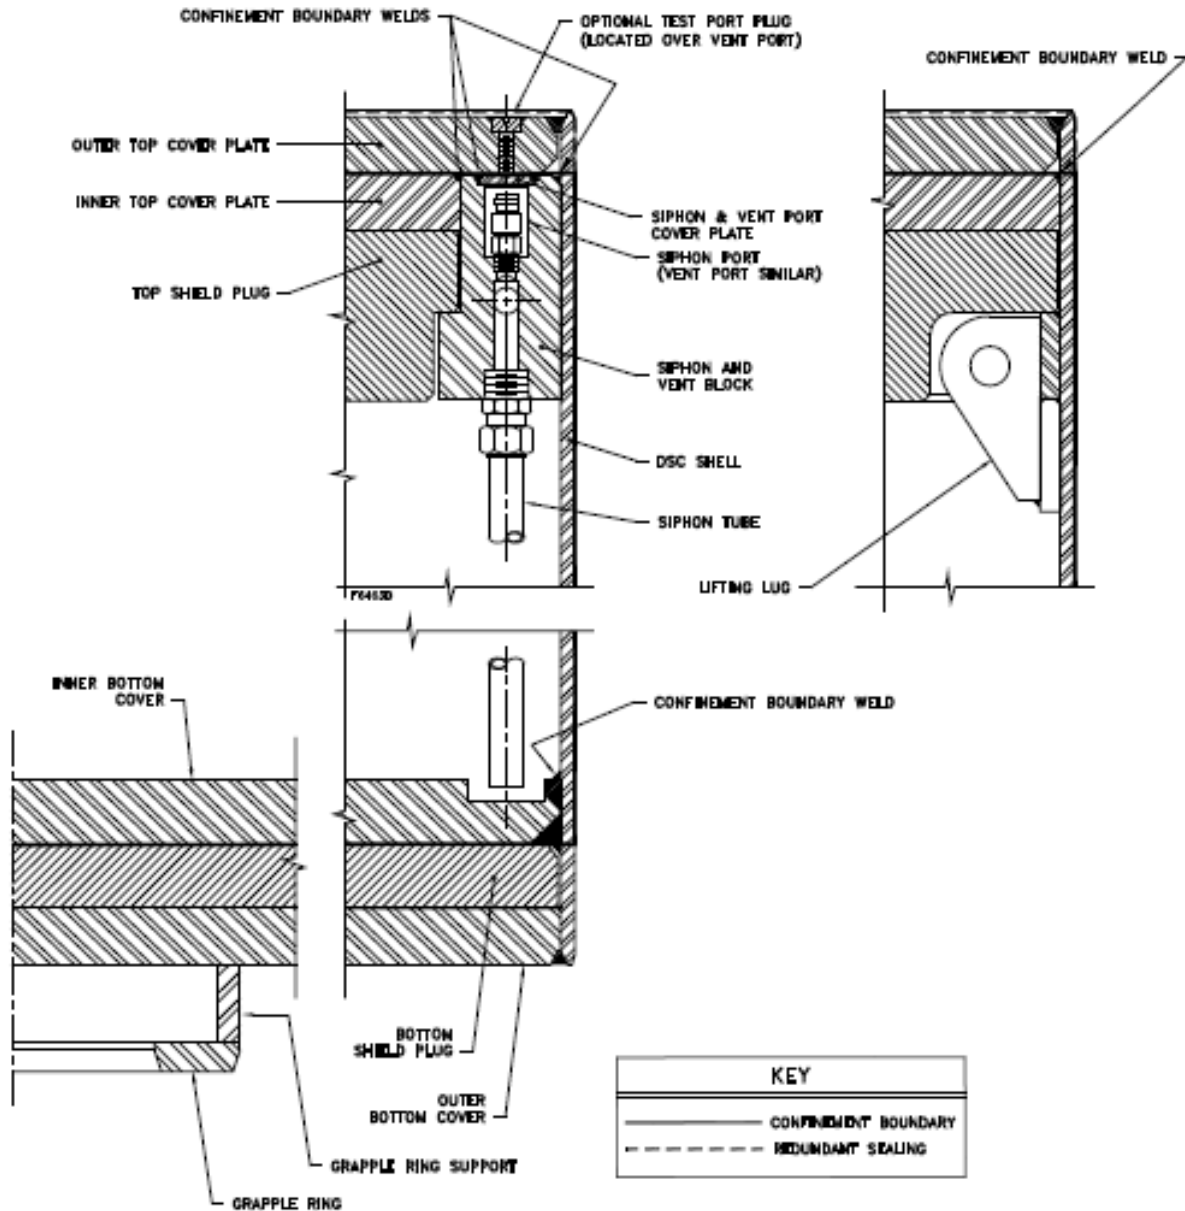 CONFINEMENT BOUNDARY WELDS
OPTIONAL TEST PORT PLUG
(LOCATED OVER VENT PORT)
CONFINEMENT BOUNDARY WELD
OUTER TOP COVER PLATE
INNER TOP COVER PLATE
SIPHON & VENT PORT
COVER PLATE
SIPHON PORT
(VENT PORT SIMILAR)
TOP SHIELD PLUG
SIPHON AND
VENT BLOCK
DSC SHELL
SIPHON TUBE
LIFTING LUG
INNER BOTTOM
COVER
CONFINEMENT BOUNDARY WELD
BOTTOM
SHIELD PLUG
OUTER
BOTTOM COVER
GRAPPLE RING SUPPORT
GRAPPLE RING
KEY
CONFINEMENT BOUNDARY
REDUNDANT SEALING